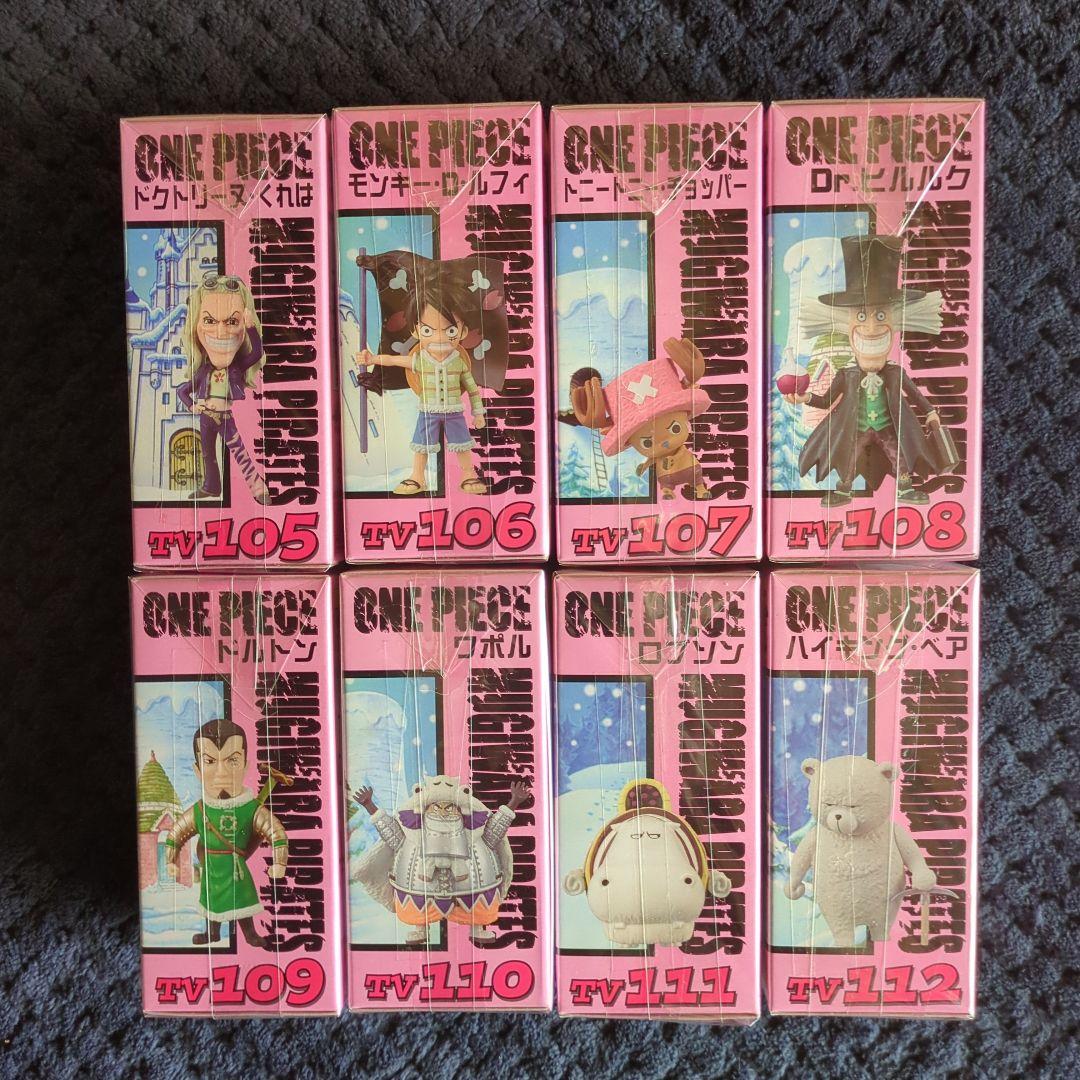 ONE PIECE
ドクトリーヌ・くれは
MUGIWARA PIRATES
TV105
ONE PIECE
モンキー・D・ルフィ
MUGIWARA PIRATES
TV106
ONE PIECE
トニートニー・チョッパー
MUGIWARA PIRATES
TV107
ONE PIECE
Dr.ヒルルク
MUGIWARA PIRATES
TV108
ONE PIECE
ドルトン
MUGIWARA PIRATES
TV109
ONE PIECE
ワポル
MUGIWARA PIRATES
TV110
ONE PIECE
ロブソン
MUGIWARA PIRATES
TV111
ONE PIECE
ハイキング・ベア
MUGIWARA PIRATES
TV112